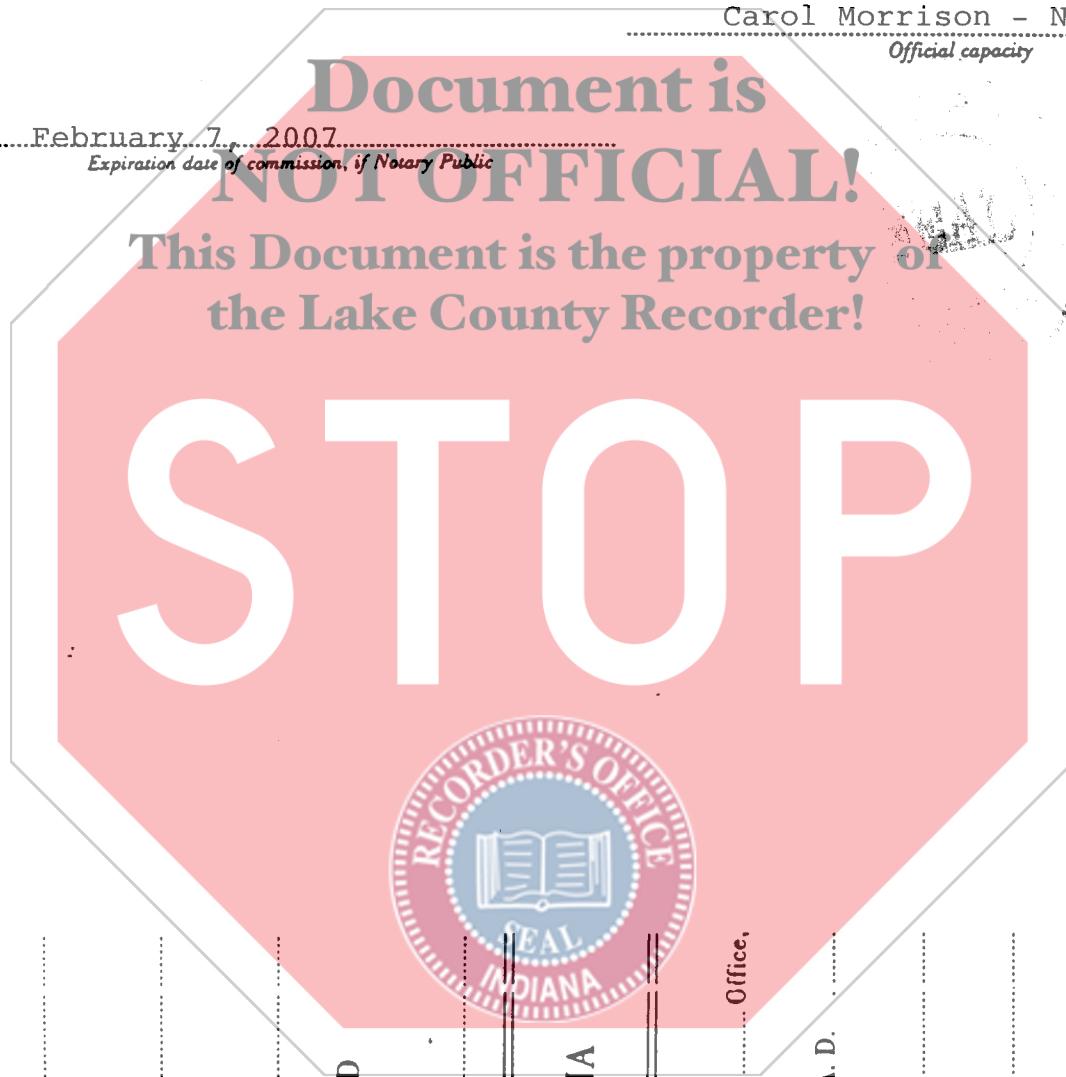 Carol Morrison - N
Official capacity
Document is
February 7, 2007
Expiration date of commission, if Notary Public
NOT OFFICIAL!
This Document is the property of
the Lake County Recorder!
STOP
RECORDER'S OFFICE
SEAL
INDIANA
Office,
D
IA
A. D.